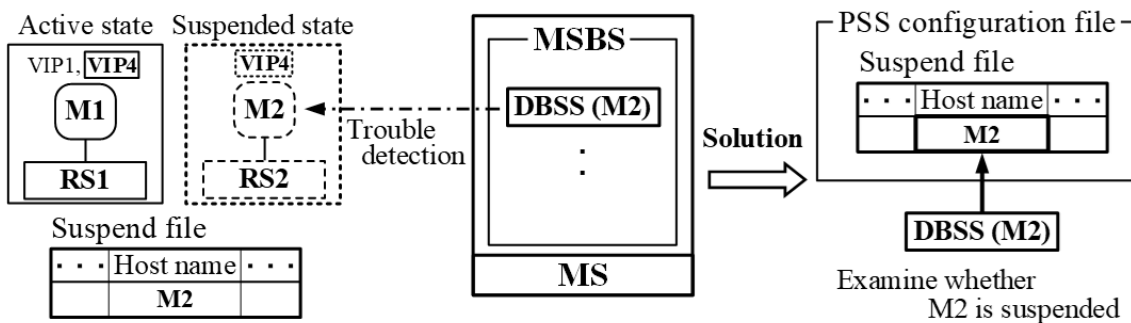 Active state
VIP1, VIP4
M1
RS1
Suspended state
VIP4
M2
RS2
Trouble
detection
Suspend file
· · · Host name · · ·
M2
MSBS
DBSS (M2)
:
MS
Solution
PSS configuration file
Suspend file
· · · Host name · · ·
M2
DBSS (M2)
Examine whether
M2 is suspended